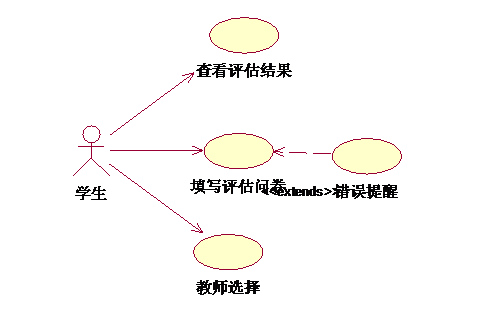 查看评估结果
学生
填写评估问卷
<<extends>>
错误提醒
教师选择